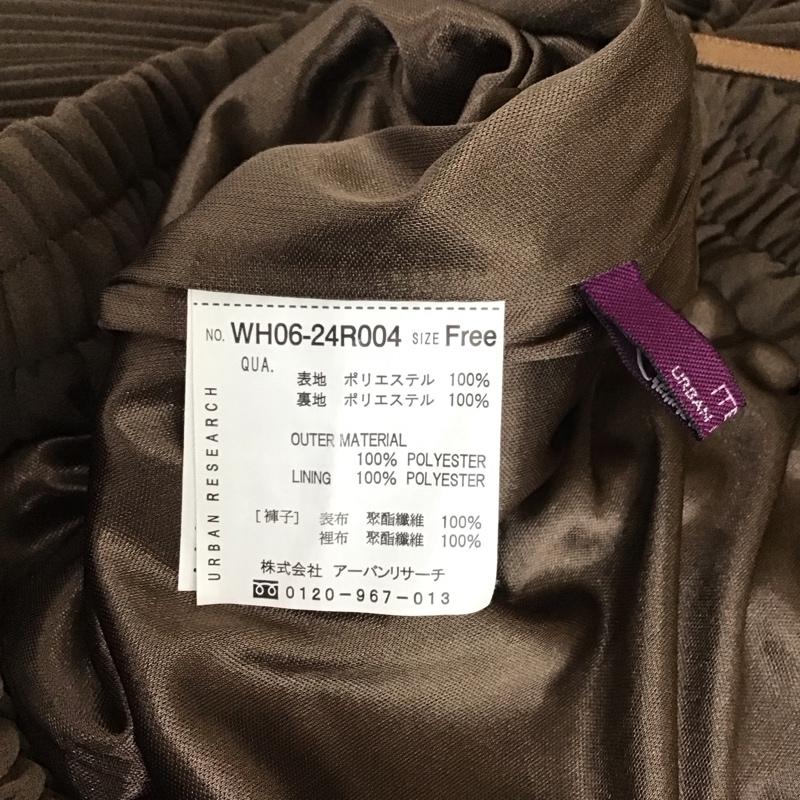 NO. WH06-24R004 SIZE Free
QUA.
表地 ポリエステル 100%
裏地 ポリエステル 100%
OUTER MATERIAL
100% POLYESTER
LINING 100% POLYESTER
[褲子] 表布 聚酯纖維 100%
裡布 聚酯纖維 100%
株式会社 アーバンリサーチ
0120-967-013
URBAN RESEARCH
URBAN